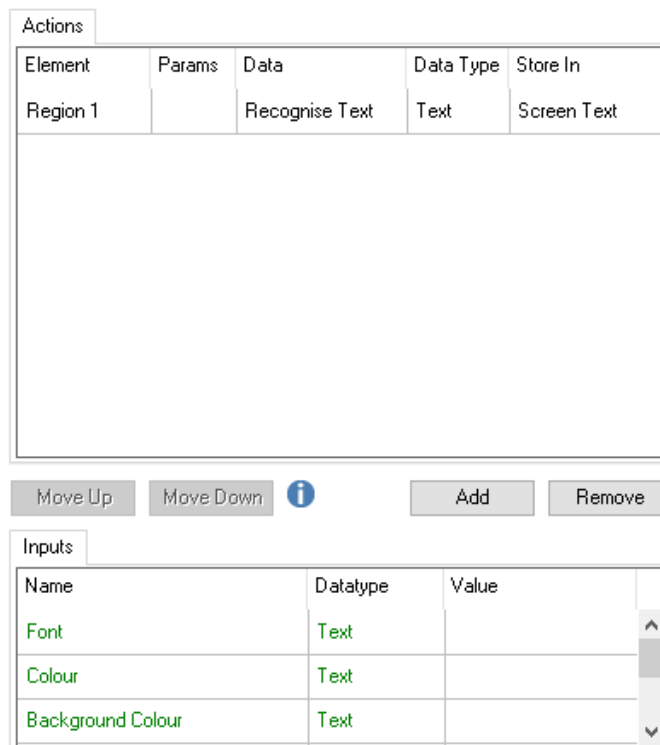 Actions
Element Params Data Data Type Store In
Region 1 Recognise Text Text Screen Text
Move Up Move Down i Add Remove
Inputs
Name Datatype Value
Font Text
Colour Text
Background Colour Text